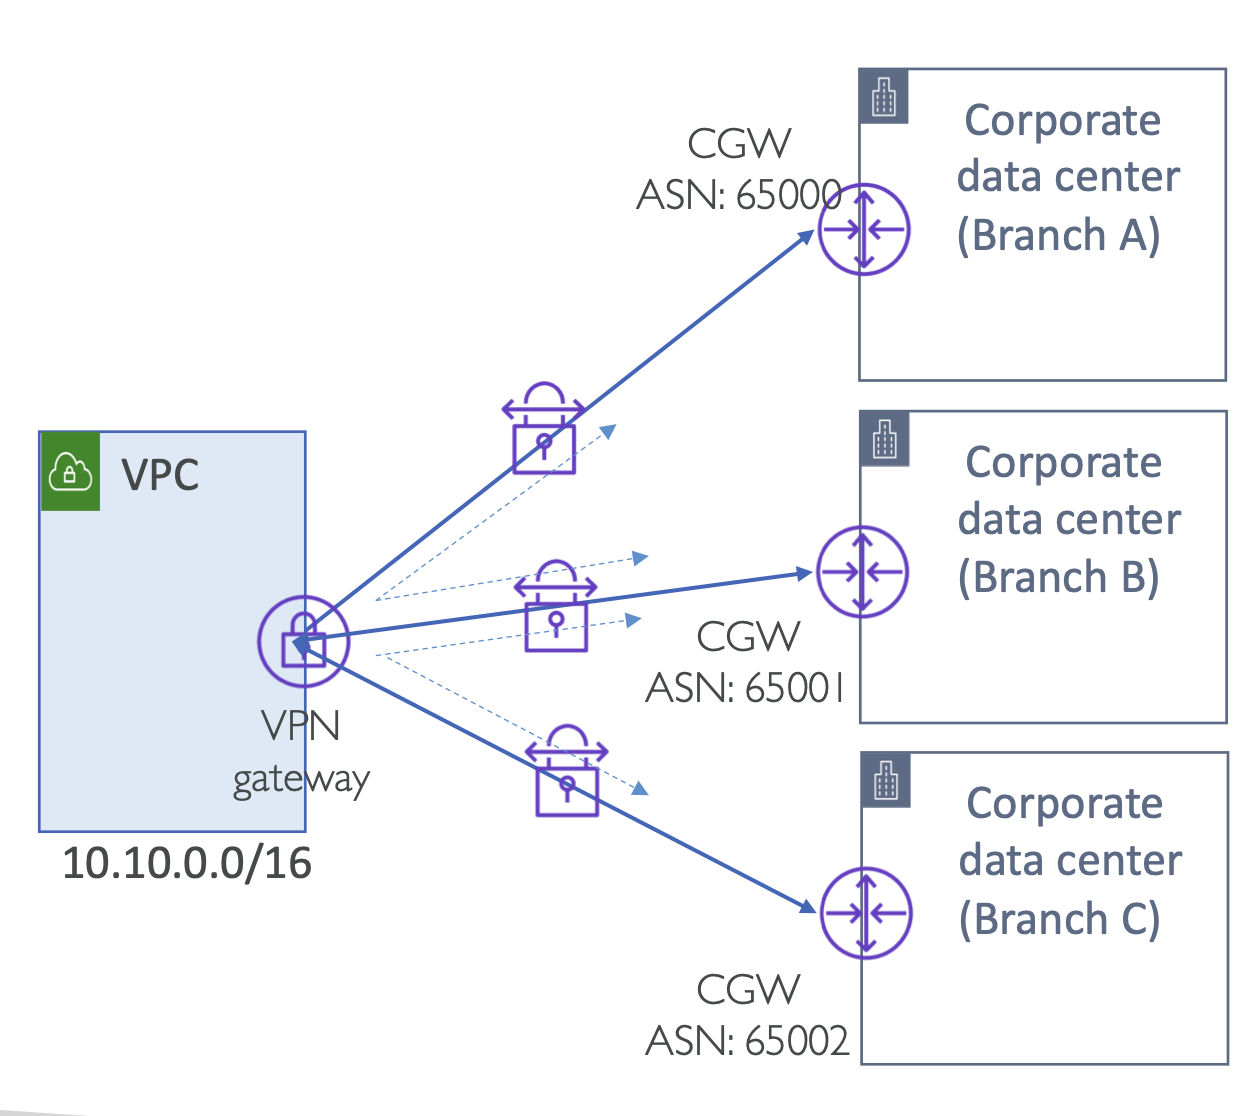 CGW
ASN: 65000
Corporate
data center
(Branch A)
VPC
VPN
gateway
10.10.0.0/16
Corporate
data center
(Branch B)
CGW
ASN: 65001
Corporate
data center
(Branch C)
CGW
ASN: 65002